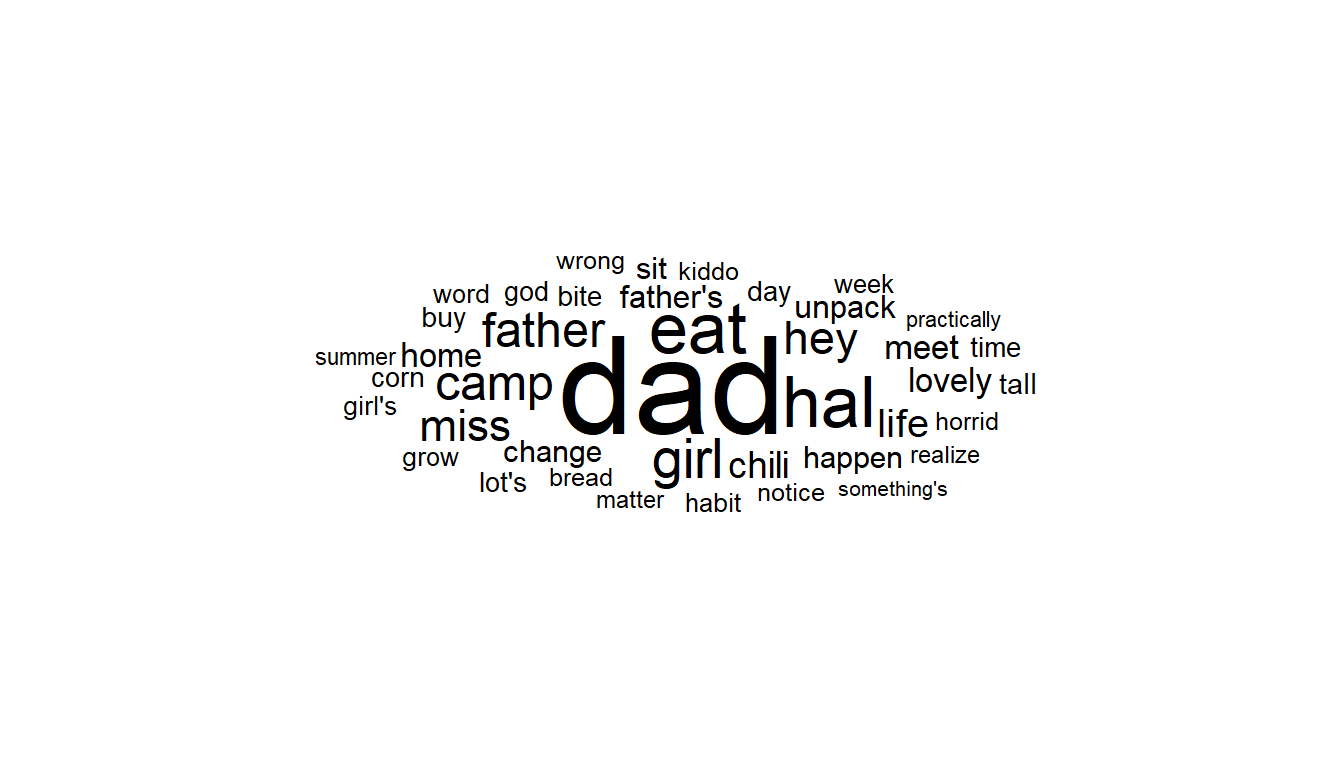 wrong sit kiddo
word god bite father's day week
buy father eat hey unpack practically
summer home dad meet time
corn camp hal lovely tall
girl's miss life horrid
grow change girl chili happen realize
lot's bread matter habit notice something's